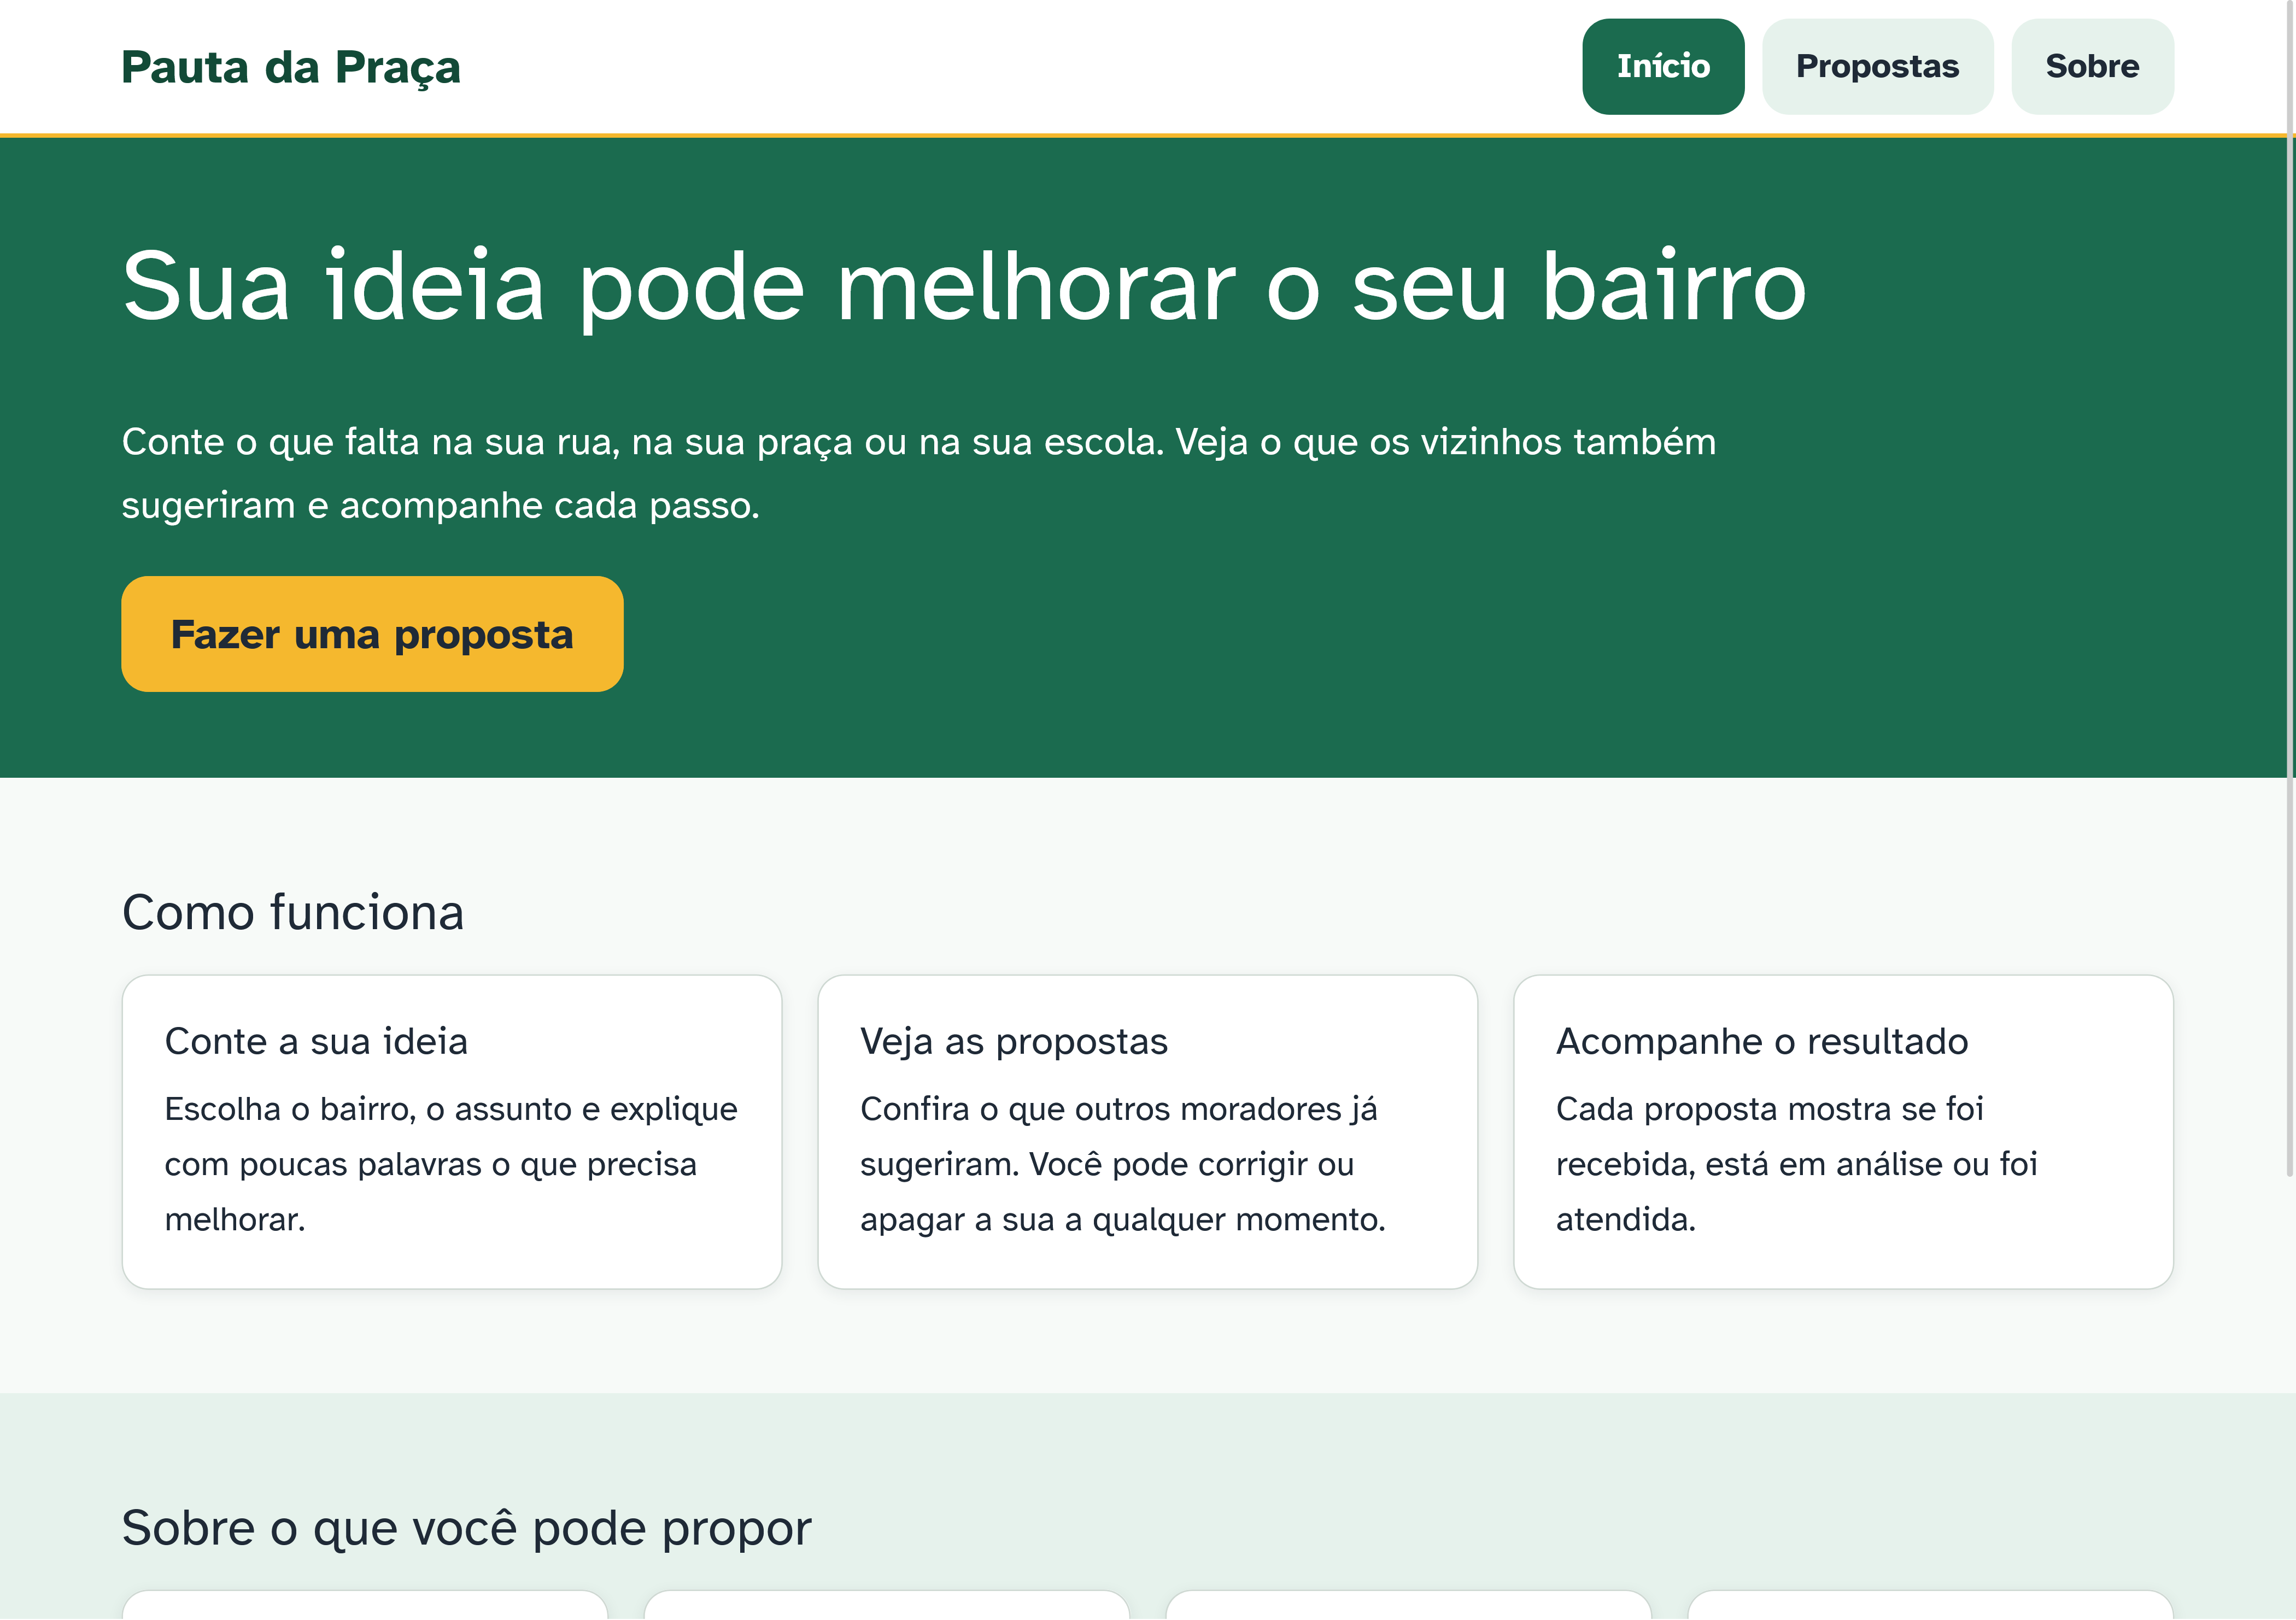 Pauta da Praça
Início
Propostas
Sobre
Sua ideia pode melhorar o seu bairro
Conte o que falta na sua rua, na sua praça ou na sua escola. Veja o que os vizinhos também
sugeriram e acompanhe cada passo.
Fazer uma proposta
Como funciona
Conte a sua ideia
Escolha o bairro, o assunto e explique
com poucas palavras o que precisa
melhorar.
Veja as propostas
Confira o que outros moradores já
sugeriram. Você pode corrigir ou
apagar a sua a qualquer momento.
Acompanhe o resultado
Cada proposta mostra se foi
recebida, está em análise ou foi
atendida.
Sobre o que você pode propor